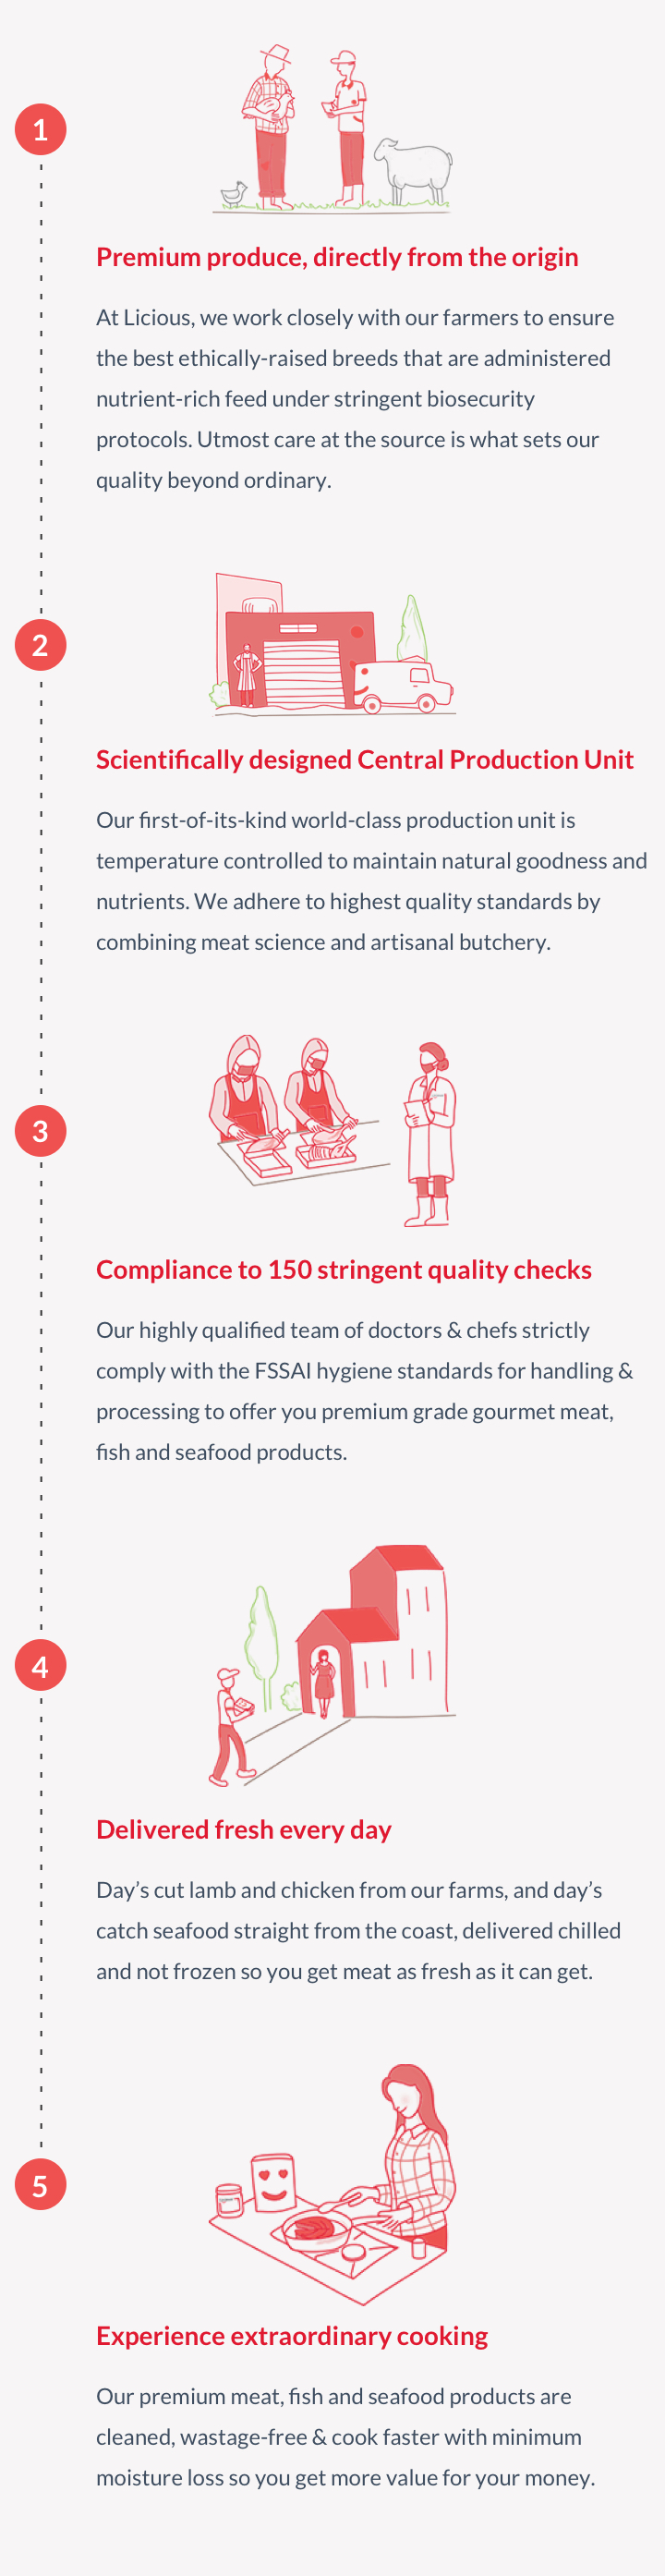 1
Premium produce, directly from the origin
At Licious, we work closely with our farmers to ensure
the best ethically-raised breeds that are administered
nutrient-rich feed under stringent biosecurity
protocols. Utmost care at the source is what sets our
quality beyond ordinary.
2
Scientifically designed Central Production Unit
Our first-of-its-kind world-class production unit is
temperature controlled to maintain natural goodness and
nutrients. We adhere to highest quality standards by
combining meat science and artisanal butchery.
3
Compliance to 150 stringent quality checks
Our highly qualified team of doctors & chefs strictly
comply with the FSSAI hygiene standards for handling &
processing to offer you premium grade gourmet meat,
fish and seafood products.
4
Delivered fresh every day
Day’s cut lamb and chicken from our farms, and day’s
catch seafood straight from the coast, delivered chilled
and not frozen so you get meat as fresh as it can get.
5
Experience extraordinary cooking
Our premium meat, fish and seafood products are
cleaned, wastage-free & cook faster with minimum
moisture loss so you get more value for your money.